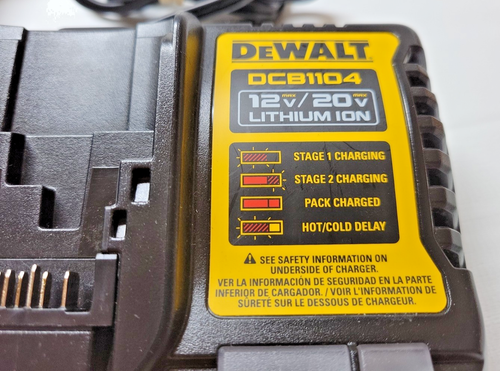 DEWALT
DCB1104
12V MAX / 20V MAX
LITHIUM ION
STAGE 1 CHARGING
STAGE 2 CHARGING
PACK CHARGED
HOT/COLD DELAY
SEE SAFETY INFORMATION ON
UNDERSIDE OF CHARGER.
VER LA INFORMACIÓN DE SEGURIDAD EN LA PARTE
INFERIOR DE CARGADOR. / VOIR L'INFORMATION DE
SÛRETÉ SUR LE DESSOUS DE CHARGEUR.